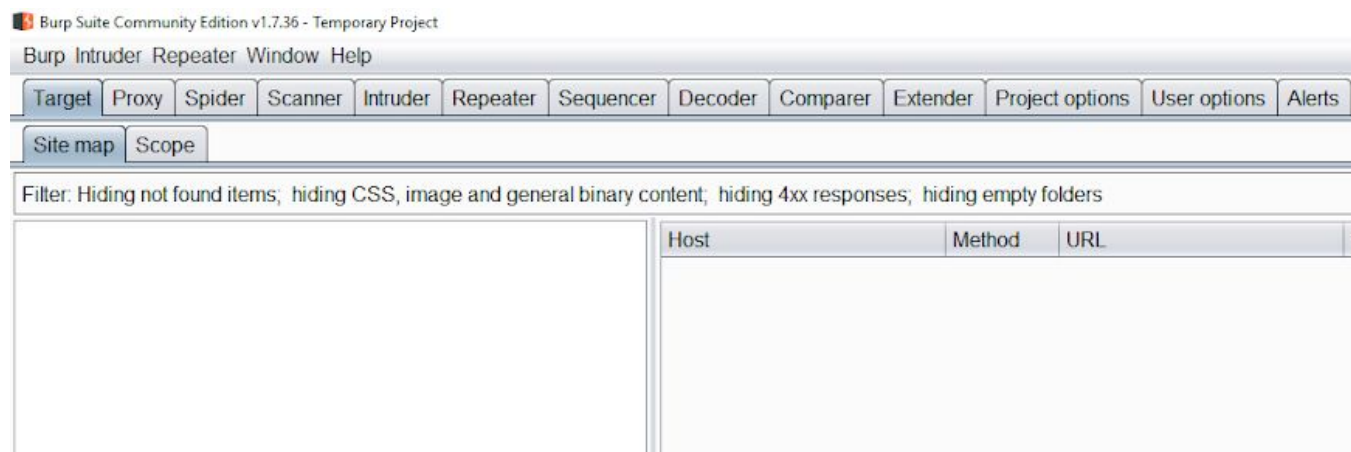 Burp Suite Community Edition v1.7.36 - Temporary Project
Burp Intruder Repeater Window Help
Target Proxy Spider Scanner Intruder Repeater Sequencer Decoder Comparer Extender Project options User options Alerts
Site map Scope
Filter: Hiding not found items; hiding CSS, image and general binary content; hiding 4xx responses; hiding empty folders
Host Method URL